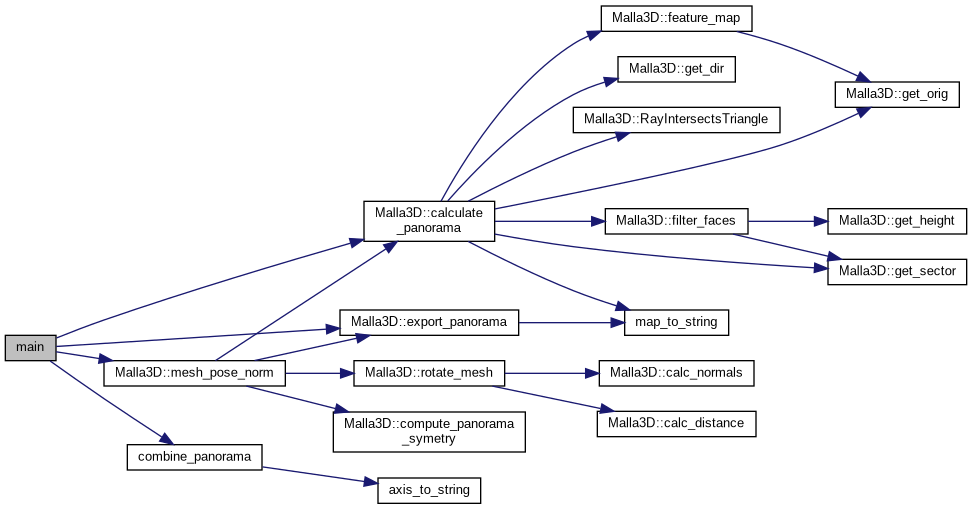 Malla3D::feature_map
Malla3D::get_dir
Malla3D::get_orig
Malla3D::RayIntersectsTriangle
Malla3D::calculate
_panorama
Malla3D::filter_faces
Malla3D::get_height
Malla3D::get_sector
Malla3D::export_panorama
map_to_string
main
Malla3D::mesh_pose_norm
Malla3D::rotate_mesh
Malla3D::calc_normals
Malla3D::compute_panorama
_symetry
Malla3D::calc_distance
combine_panorama
axis_to_string